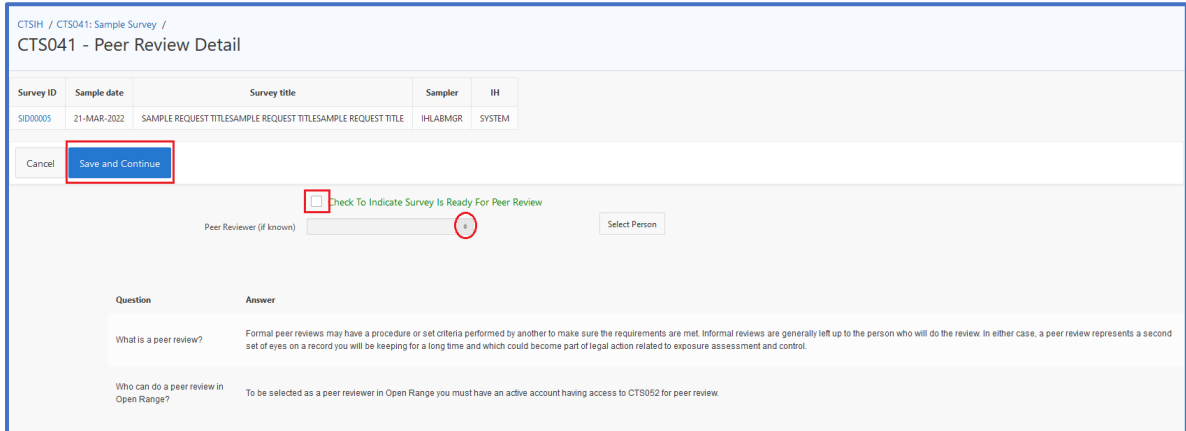 CTSIH / CTS041: Sample Survey /
CTS041 - Peer Review Detail
Survey ID Sample date Survey title Sampler IH
SID00005 21-MAR-2022 SAMPLE REQUEST TITLESAMPLE REQUEST TITLESAMPLE REQUEST TITLE IHLABMGR SYSTEM
Cancel Save and Continue
Check To Indicate Survey Is Ready For Peer Review
Peer Reviewer (if known) Select Person
Question Answer
What is a peer review?
Formal peer reviews may have a procedure or set criteria performed by another to make sure the requirements are met. Informal reviews are generally left up to the person who will do the review. In either case, a peer review represents a second
set of eyes on a record you will be keeping for a long time and which could become part of legal action related to exposure assessment and control.
Who can do a peer review in
Open Range?
To be selected as a peer reviewer in Open Range you must have an active account having access to CTS052 for peer review.